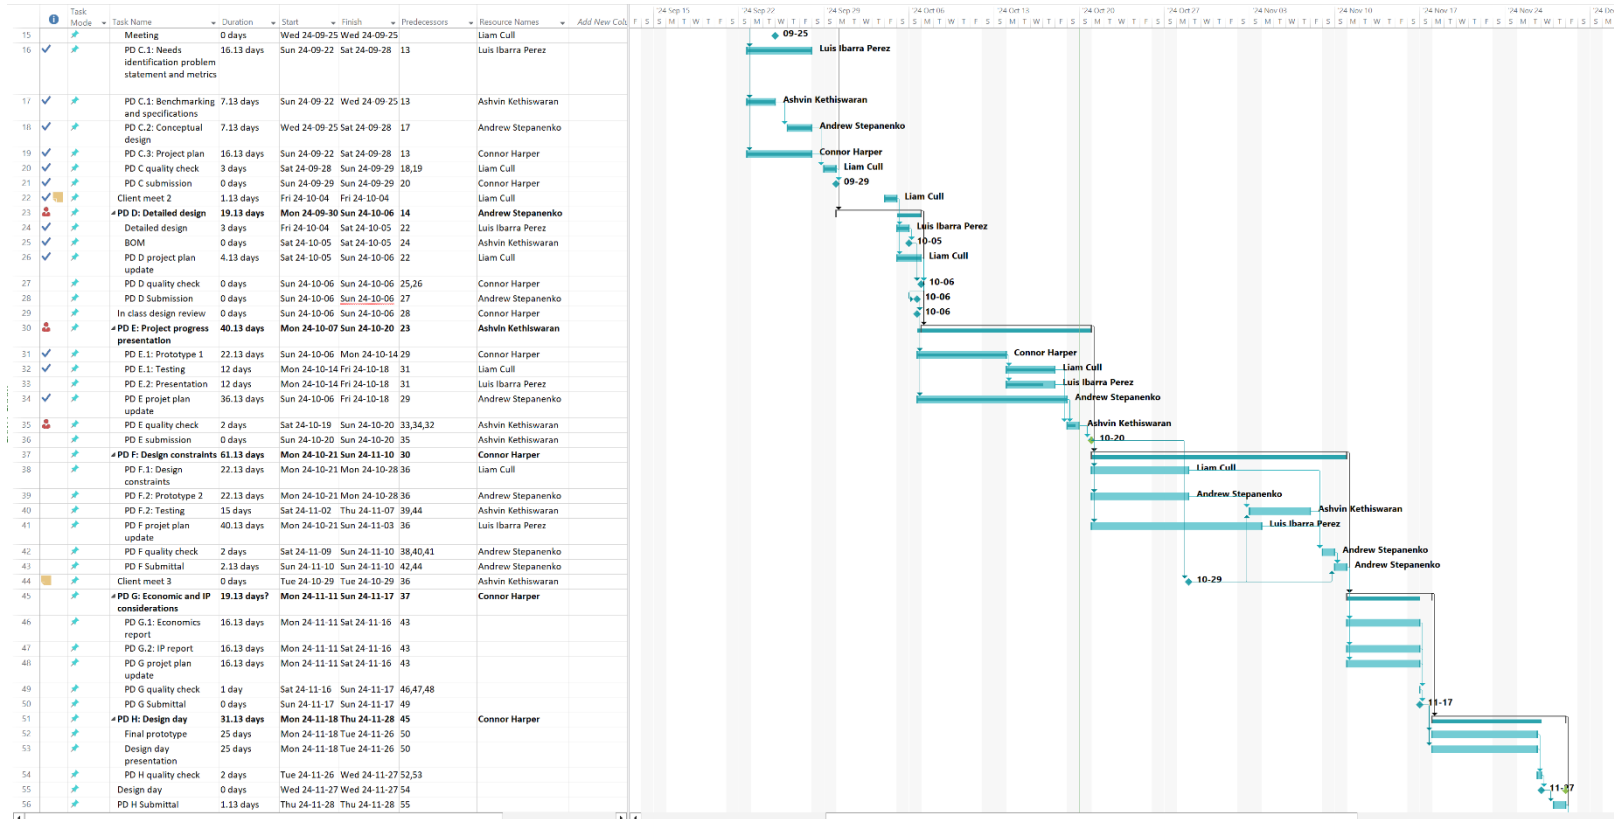 '24 Sep 15 '24 Sep 22 '24 Sep 29 '24 Oct 06 '24 Oct 13 '24 Oct 20 '24 Oct 27 '24 Nov 03 '24 Nov 10 '24 Nov 17 '24 Nov 24
Task Mode Task Name Duration Start Finish Predecessors Resource Names Add New
15 Meeting 0 days Wed 24-09-25 Wed 24-09-25 Liam Cull 09-25
16 PD C.1: Needs 16.13 days Sun 24-09-22 Sat 24-09-28 13 Luis Ibarra Perez Luis Ibarra Perez
identification problem
statement and metrics
17 PD C.1: Benchmarking 7.13 days Sun 24-09-22 Wed 24-09-25 13 Ashvin Kethiswaran Ashvin Kethiswaran
and specifications
18 PD C.2: Conceptual 7.13 days Wed 24-09-25 Sat 24-09-28 17 Andrew Stepanenko Andrew Stepanenko
design
19 PD C.3: Project plan 16.13 days Sun 24-09-22 Sat 24-09-28 13 Connor Harper Connor Harper
20 PD C quality check 3 days Sat 24-09-28 Sun 24-09-29 18,19 Liam Cull Liam Cull
21 PD C submission 0 days Sun 24-09-29 Sun 24-09-29 20 Connor Harper 09-29
22 Client meet 2 1.13 days Fri 24-10-04 Fri 24-10-04 Liam Cull Liam Cull
23 PD D: Detailed design 19.13 days Mon 24-09-30 Sun 24-10-06 14 Andrew Stepanenko
24 Detailed design 3 days Fri 24-10-04 Sat 24-10-05 22 Luis Ibarra Perez Luis Ibarra Perez
25 BOM 0 days Sat 24-10-05 Sat 24-10-05 24 Ashvin Kethiswaran 10-05
26 PD D project plan 4.13 days Sat 24-10-05 Sun 24-10-06 22 Liam Cull Liam Cull
update
27 PD D quality check 0 days Sun 24-10-06 Sun 24-10-06 25,26 Connor Harper 10-06
28 PD D Submission 0 days Sun 24-10-06 Sun 24-10-06 27 Andrew Stepanenko 10-06
29 In class design review 0 days Sun 24-10-06 Sun 24-10-06 28 Connor Harper 10-06
30 PD E: Project progress 40.13 days Mon 24-10-07 Sun 24-10-20 23 Ashvin Kethiswaran
presentation
31 PD E.1: Prototype 1 22.13 days Sun 24-10-06 Mon 24-10-14 29 Connor Harper Connor Harper
32 PD E.1: Testing 12 days Mon 24-10-14 Fri 24-10-18 31 Liam Cull Liam Cull
33 PD E.2: Presentation 12 days Mon 24-10-14 Fri 24-10-18 31 Luis Ibarra Perez Luis Ibarra Perez
34 PD E projet plan 36.13 days Sun 24-10-06 Fri 24-10-18 29 Andrew Stepanenko Andrew Stepanenko
update
35 PD E quality check 2 days Sat 24-10-19 Sun 24-10-20 33,34,32 Ashvin Kethiswaran Ashvin Kethiswaran
36 PD E submission 0 days Sun 24-10-20 Sun 24-10-20 35 Ashvin Kethiswaran 10-20
37 PD F: Design constraints 61.13 days Mon 24-10-21 Sun 24-11-10 30 Connor Harper
38 PD F.1: Design 22.13 days Mon 24-10-21 Mon 24-10-28 36 Liam Cull Liam Cull
constraints
39 PD F.2: Prototype 2 22.13 days Mon 24-10-21 Mon 24-10-28 36 Andrew Stepanenko Andrew Stepanenko
40 PD F.2: Testing 15 days Sat 24-11-02 Thu 24-11-07 39,44 Ashvin Kethiswaran Ashvin Kethiswaran
41 PD F projet plan 40.13 days Mon 24-10-21 Sun 24-11-03 36 Luis Ibarra Perez Luis Ibarra Perez
update
42 PD F quality check 2 days Sat 24-11-09 Sun 24-11-10 38,40,41 Andrew Stepanenko Andrew Stepanenko
43 PD F Submittal 2.13 days Sun 24-11-10 Sun 24-11-10 42,44 Andrew Stepanenko Andrew Stepanenko
44 Client meet 3 0 days Tue 24-10-29 Tue 24-10-29 36 Ashvin Kethiswaran 10-29
45 PD G: Economic and IP 19.13 days? Mon 24-11-11 Sun 24-11-17 37 Connor Harper
considerations
46 PD G.1: Economics 16.13 days Mon 24-11-11 Sat 24-11-16 43
report
47 PD G.2: IP report 16.13 days Mon 24-11-11 Sat 24-11-16 43
48 PD G projet plan 16.13 days Mon 24-11-11 Sat 24-11-16 43
update
49 PD G quality check 1 day Sat 24-11-16 Sun 24-11-17 46,47,48
50 PD G Submittal 0 days Sun 24-11-17 Sun 24-11-17 49 11-17
51 PD H: Design day 31.13 days Mon 24-11-18 Thu 24-11-28 45 Connor Harper
52 Final prototype 25 days Mon 24-11-18 Tue 24-11-26 50
53 Design day 25 days Mon 24-11-18 Tue 24-11-26 50
presentation
54 PD H quality check 2 days Tue 24-11-26 Wed 24-11-27 52,53
55 Design day 0 days Wed 24-11-27 Wed 24-11-27 54 11-27
56 PD H Submittal 1.13 days Thu 24-11-28 Thu 24-11-28 55